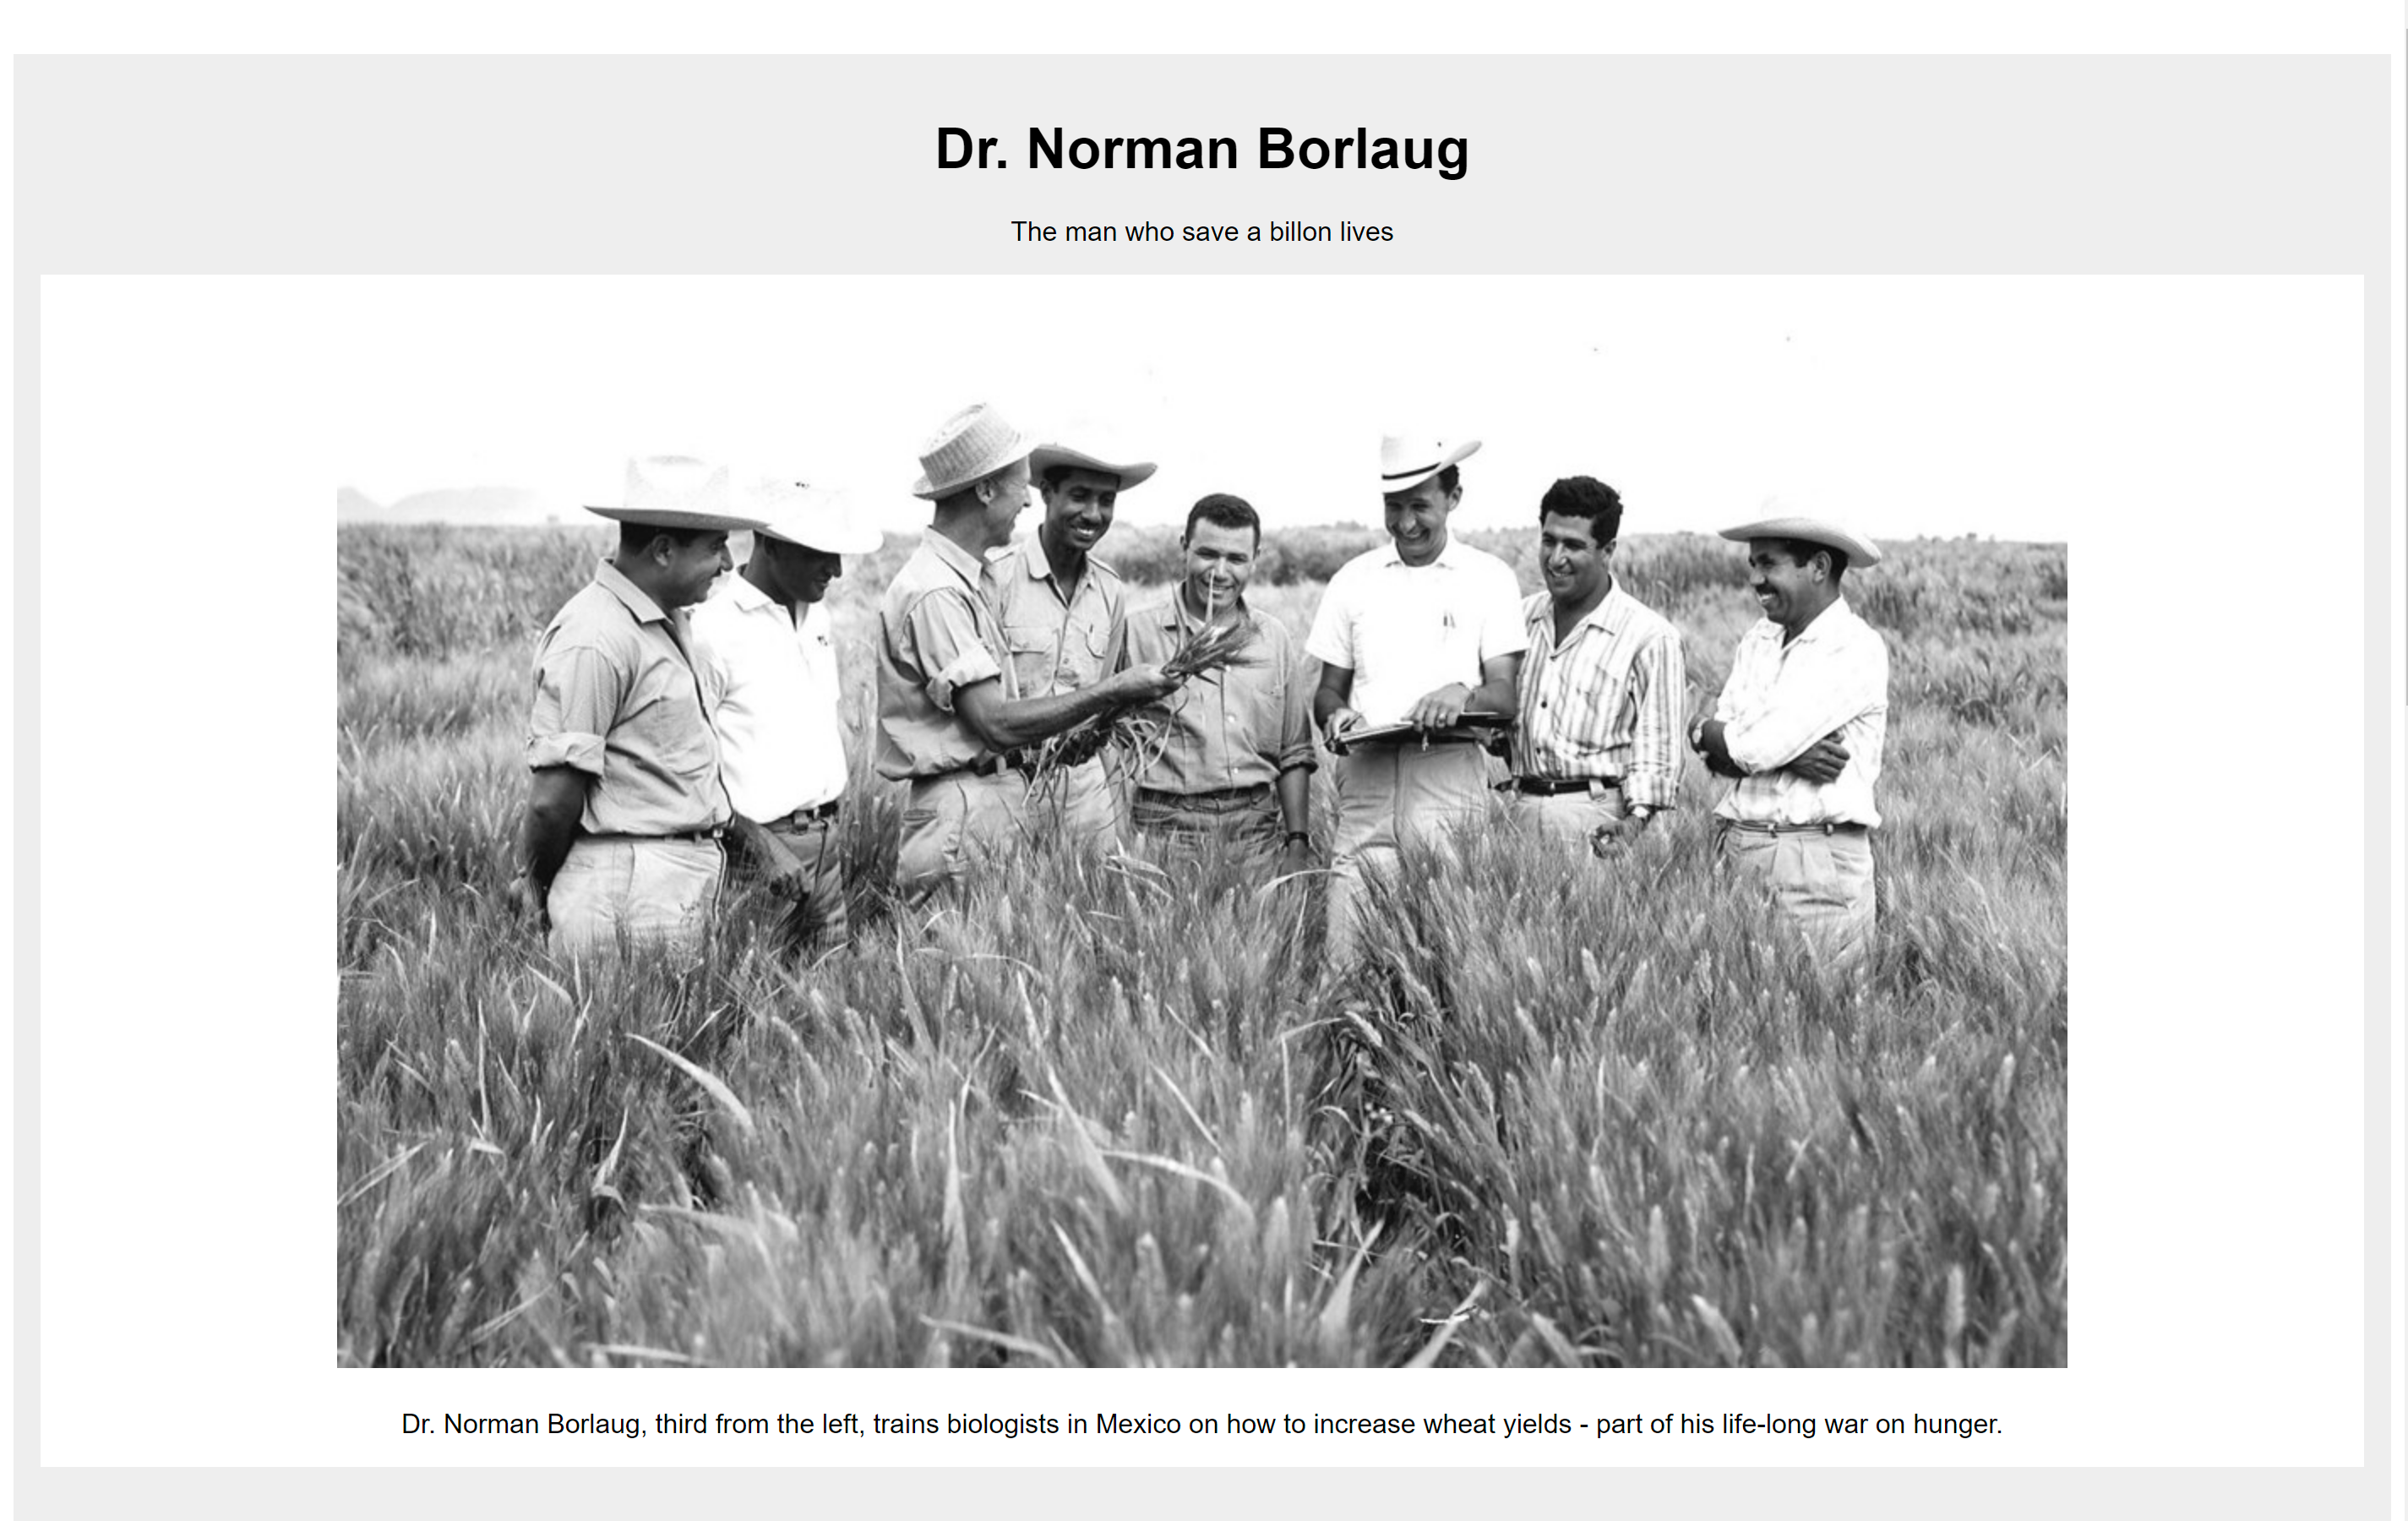 Dr. Norman Borlaug
The man who save a billon lives
Dr. Norman Borlaug, third from the left, trains biologists in Mexico on how to increase wheat yields - part of his life-long war on hunger.